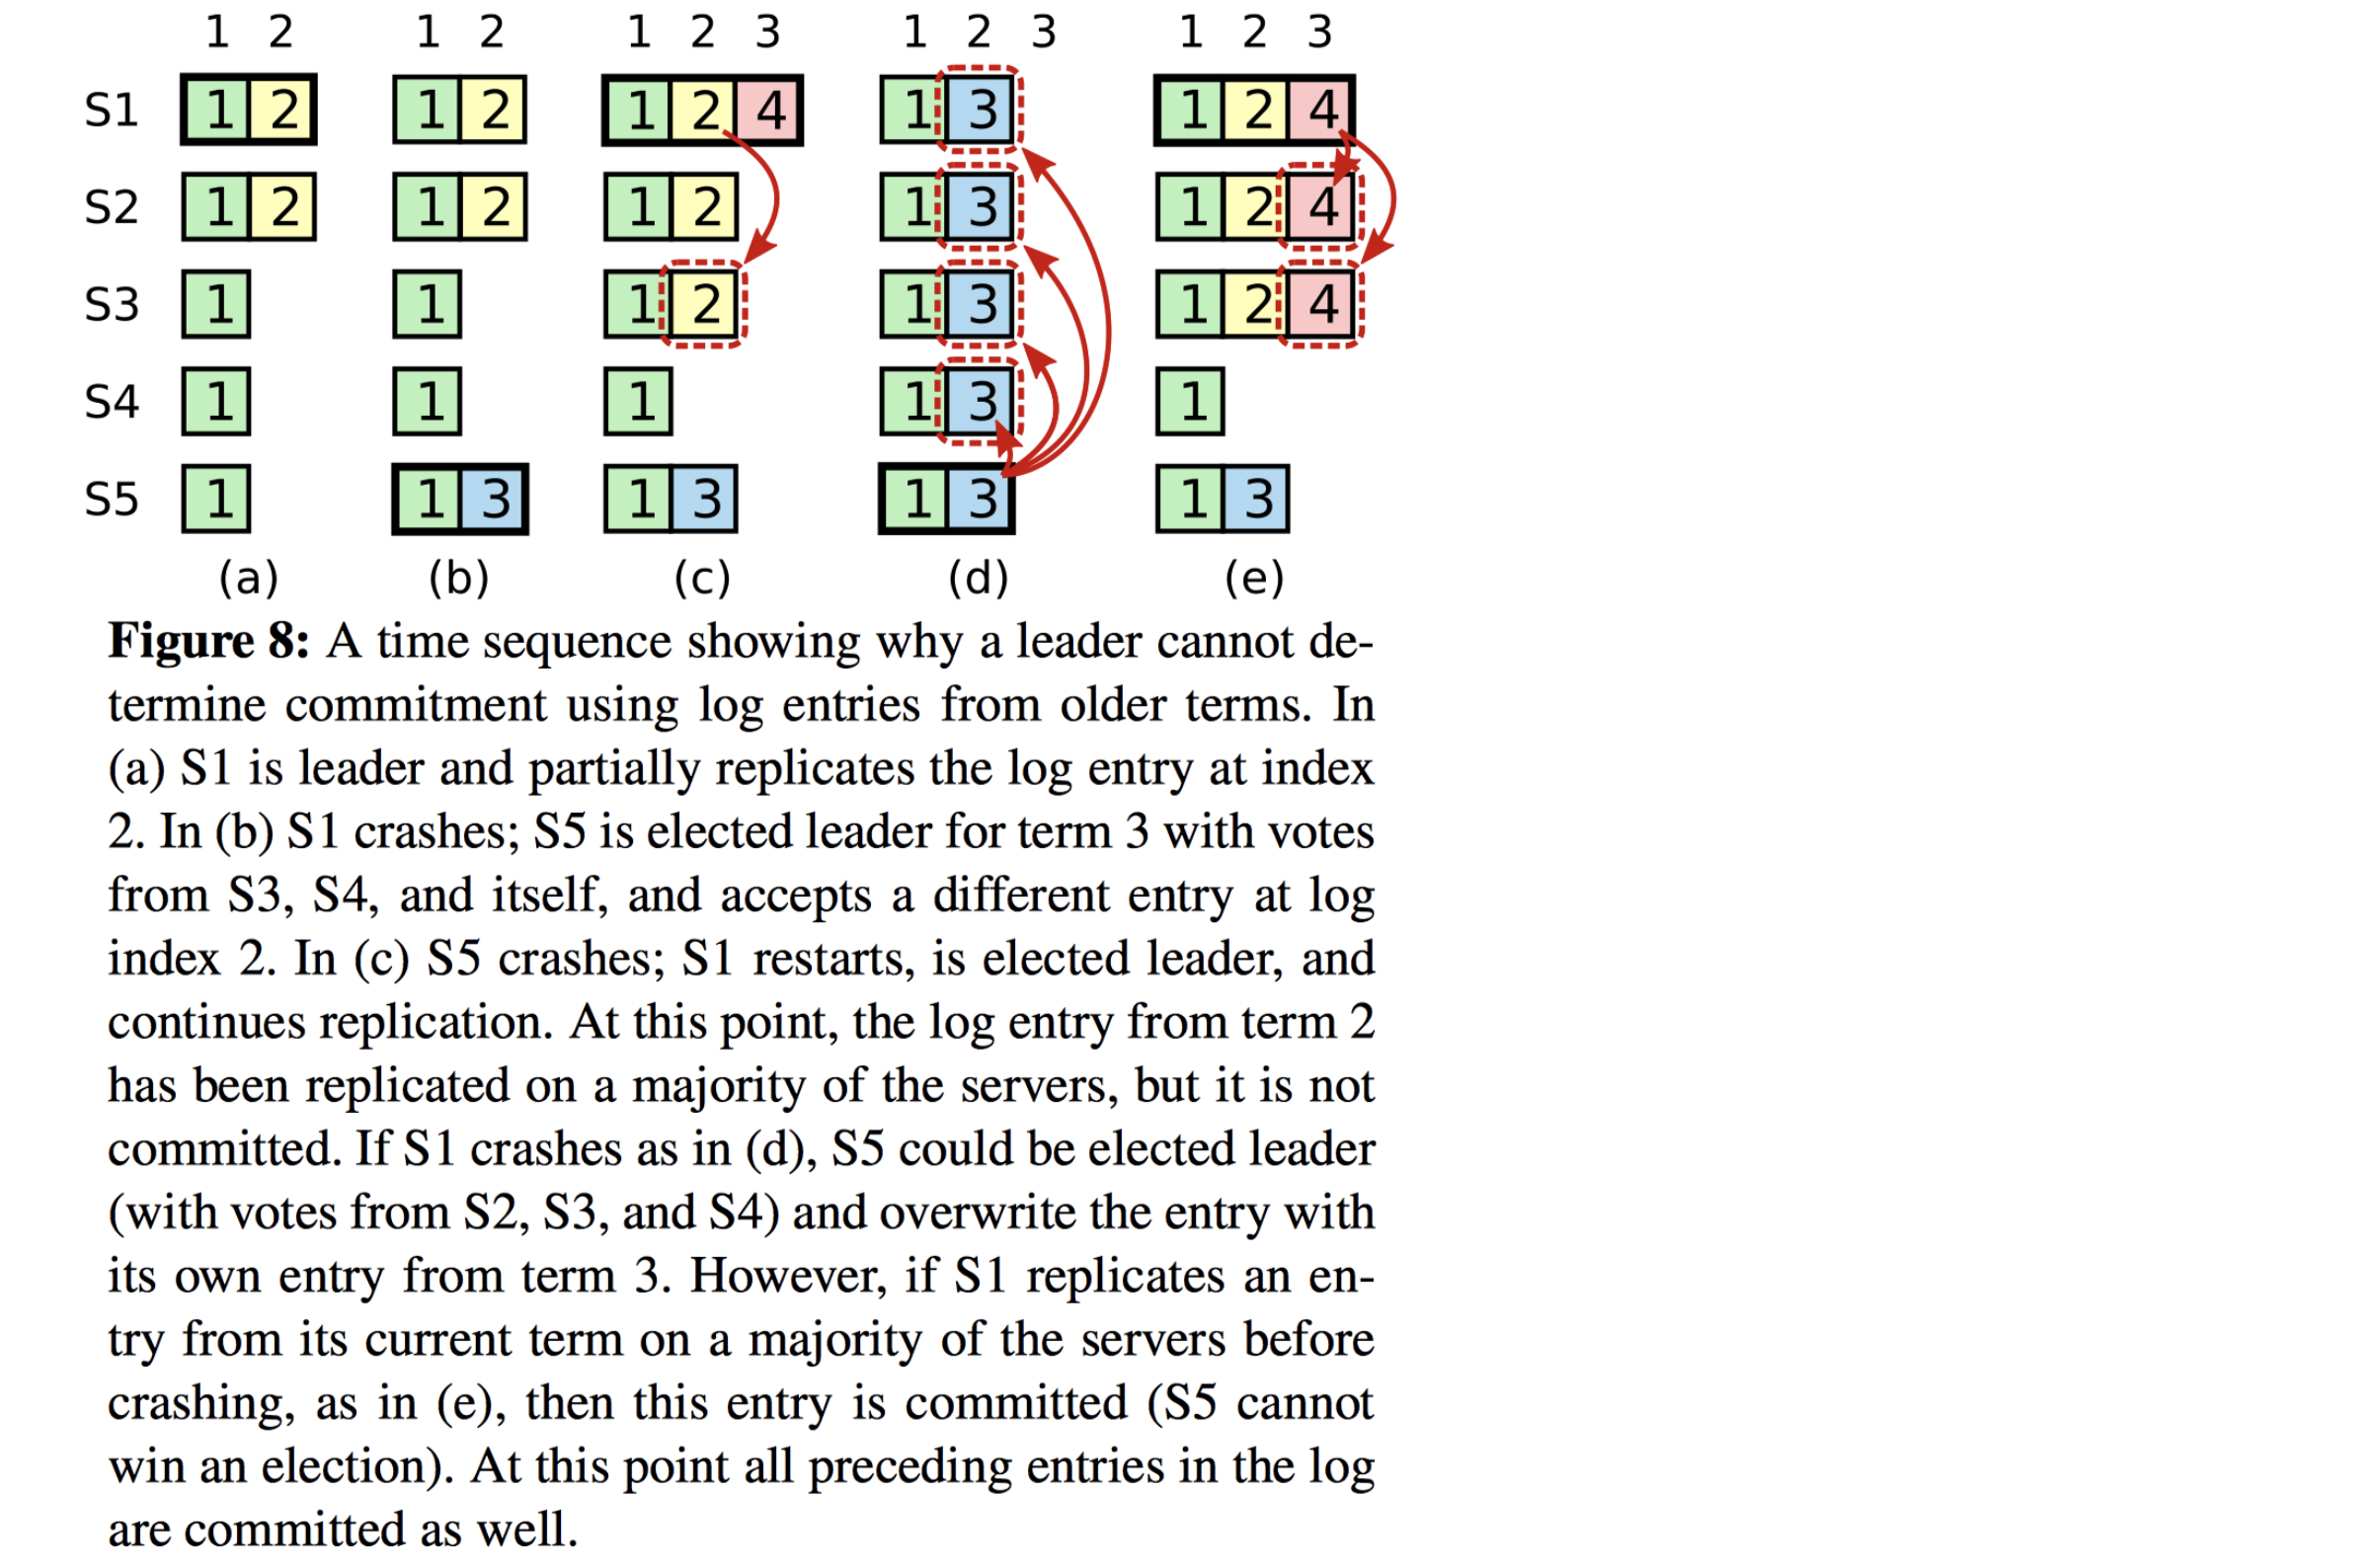 1 2 1 2 1 2 3 1 2 3 1 2 3
S1 1 2 1 2 1 2 4 1 3 1 2 4
S2 1 2 1 2 1 2 1 3 1 2 4
S3 1 1 1 2 1 3 1 2 4
S4 1 1 1 1 3 1
S5 1 1 3 1 3 1 3 1 3
(a) (b) (c) (d) (e)
Figure 8: A time sequence showing why a leader cannot de-
termine commitment using log entries from older terms. In
(a) S1 is leader and partially replicates the log entry at index
2. In (b) S1 crashes; S5 is elected leader for term 3 with votes
from S3, S4, and itself, and accepts a different entry at log
index 2. In (c) S5 crashes; S1 restarts, is elected leader, and
continues replication. At this point, the log entry from term 2
has been replicated on a majority of the servers, but it is not
committed. If S1 crashes as in (d), S5 could be elected leader
(with votes from S2, S3, and S4) and overwrite the entry with
its own entry from term 3. However, if S1 replicates an en-
try from its current term on a majority of the servers before
crashing, as in (e), then this entry is committed (S5 cannot
win an election). At this point all preceding entries in the log
are committed as well.